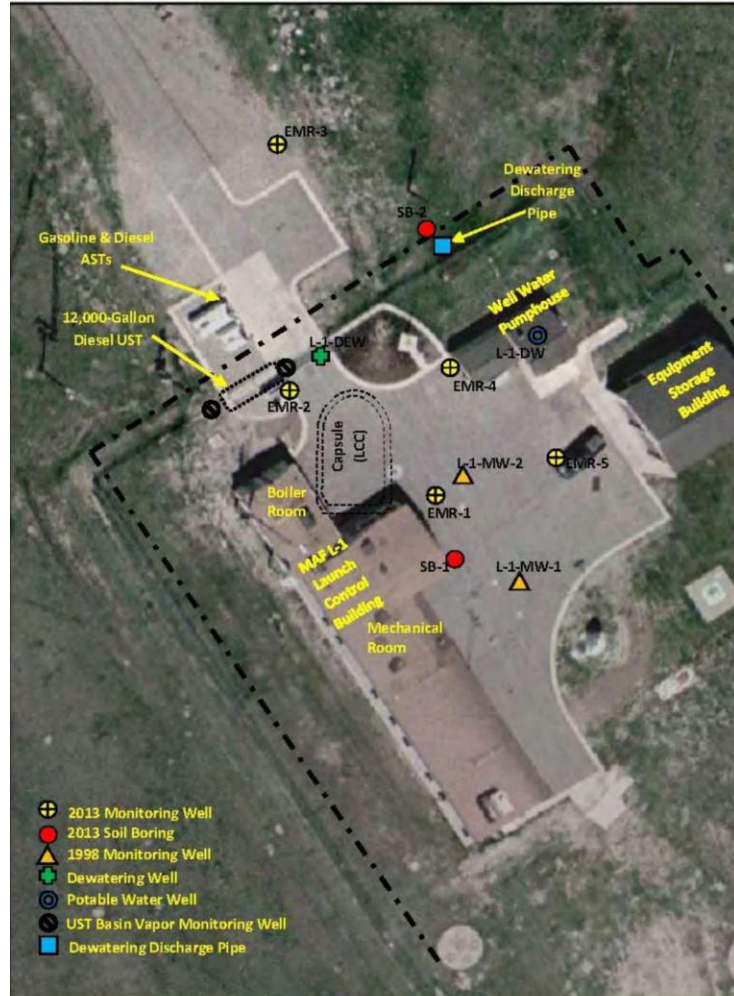 EMR-3
Dewatering
Discharge
Pipe
SB-2
Gasoline & Diesel
ASTs
12,000-Gallon
Diesel UST
L-1-DEW
Well Water
Pumphouse
L-1-DW
EMR-4
Equipment
Storage
Building
EMR-2
Capsule
(LCC)
EMR-5
L-1-MW-2
Boiler
Room
EMR-1
MAF L-1
Launch
Control
Building
SB-1
L-1-MW-1
Mechanical
Room
2013 Monitoring Well
2013 Soil Boring
1998 Monitoring Well
Dewatering Well
Potable Water Well
UST Basin Vapor Monitoring Well
Dewatering Discharge Pipe